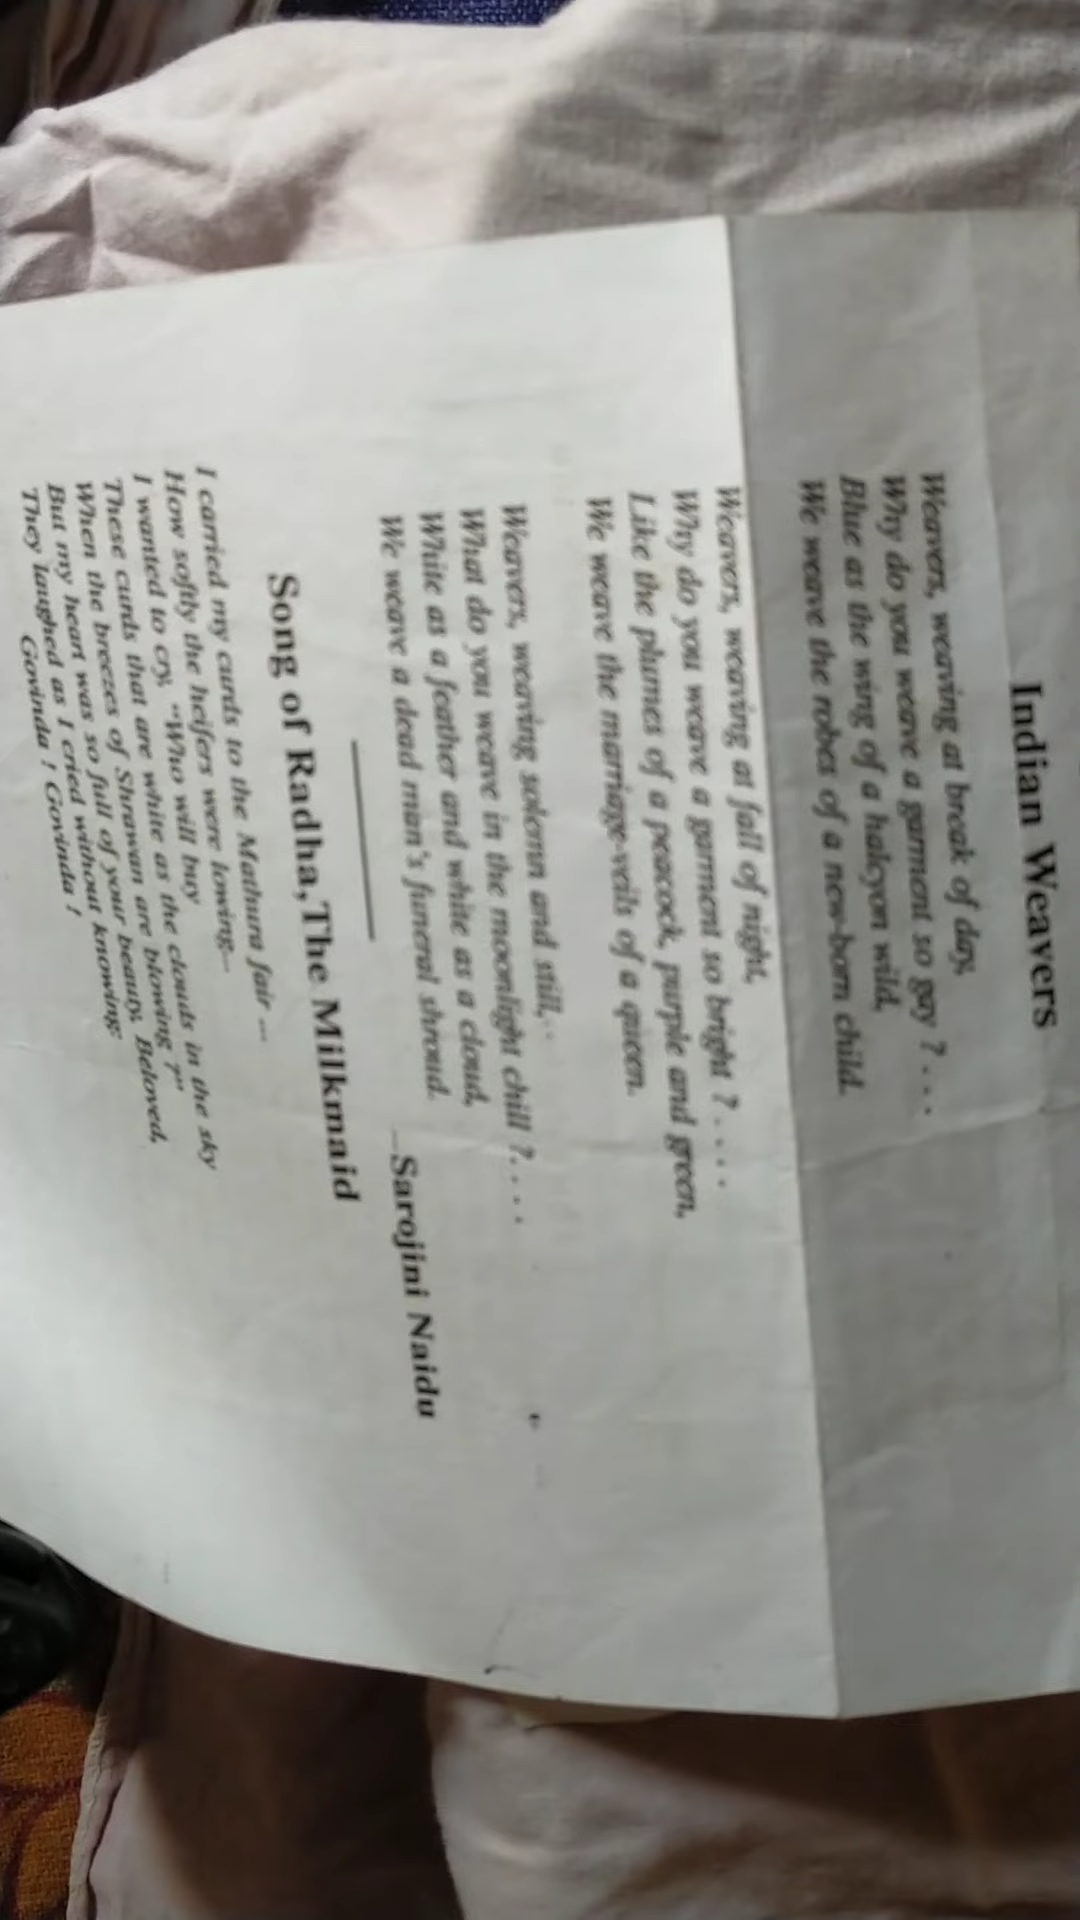 Indian Weavers
Weavers, weaving at break of day,
Why do you weave a garment so gay ? . . .
Blue as the wing of a halcyon wild,
We weave the robes of a new-born child.
Weavers, weaving at fall of night,
Why do you weave a garment so bright ? . . . .
Like the plumes of a peacock, purple and green,
We weave the marriage-veils of a queen.
Weavers, weaving solemn and still,..
What do you weave in the moonlight chill ?. . . .
White as a feather and white as a cloud,
We weave a dead man's funeral shroud.
–Sarojini Naidu
Song of Radha,The Milkmaid
I carried my curds to the Mathura fair ---
How softly the heifers were lowing--
I wanted to cry, "Who will buy
These curds that are white as the clouds in the sky
When the breezes of Shrawan are blowing ?"
But my heart was so full of your beauty, Beloved,
They laughed as I cried without knowing:
Govinda ! Govinda !